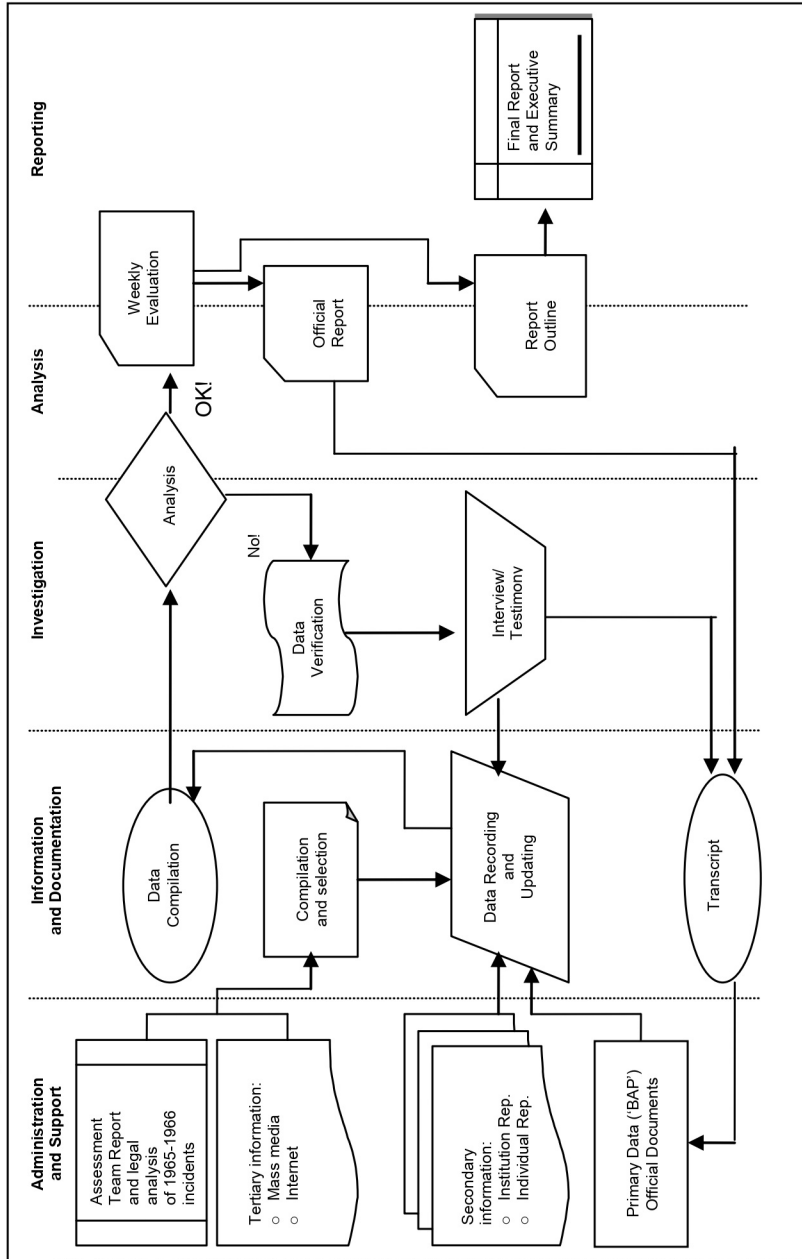 Administration
and Support
Information
and Documentation
Investigation
Analysis
Reporting
Assessment
Team Report
and legal
analysis
of 1965-1966
incidents
Tertiary information:
○ Mass media
○ Internet
Secondary
information:
○ Institution Rep.
○ Individual Rep.
Primary Data ('BAP')
Official Documents
Data
Compilation
Compilation
and selection
Data Recording
and
Updating
Transcript
Analysis
No!
Data
Verification
Interview/
Testimony
OK!
Weekly
Evaluation
Official
Report
Report
Outline
Final Report
and Executive
Summary